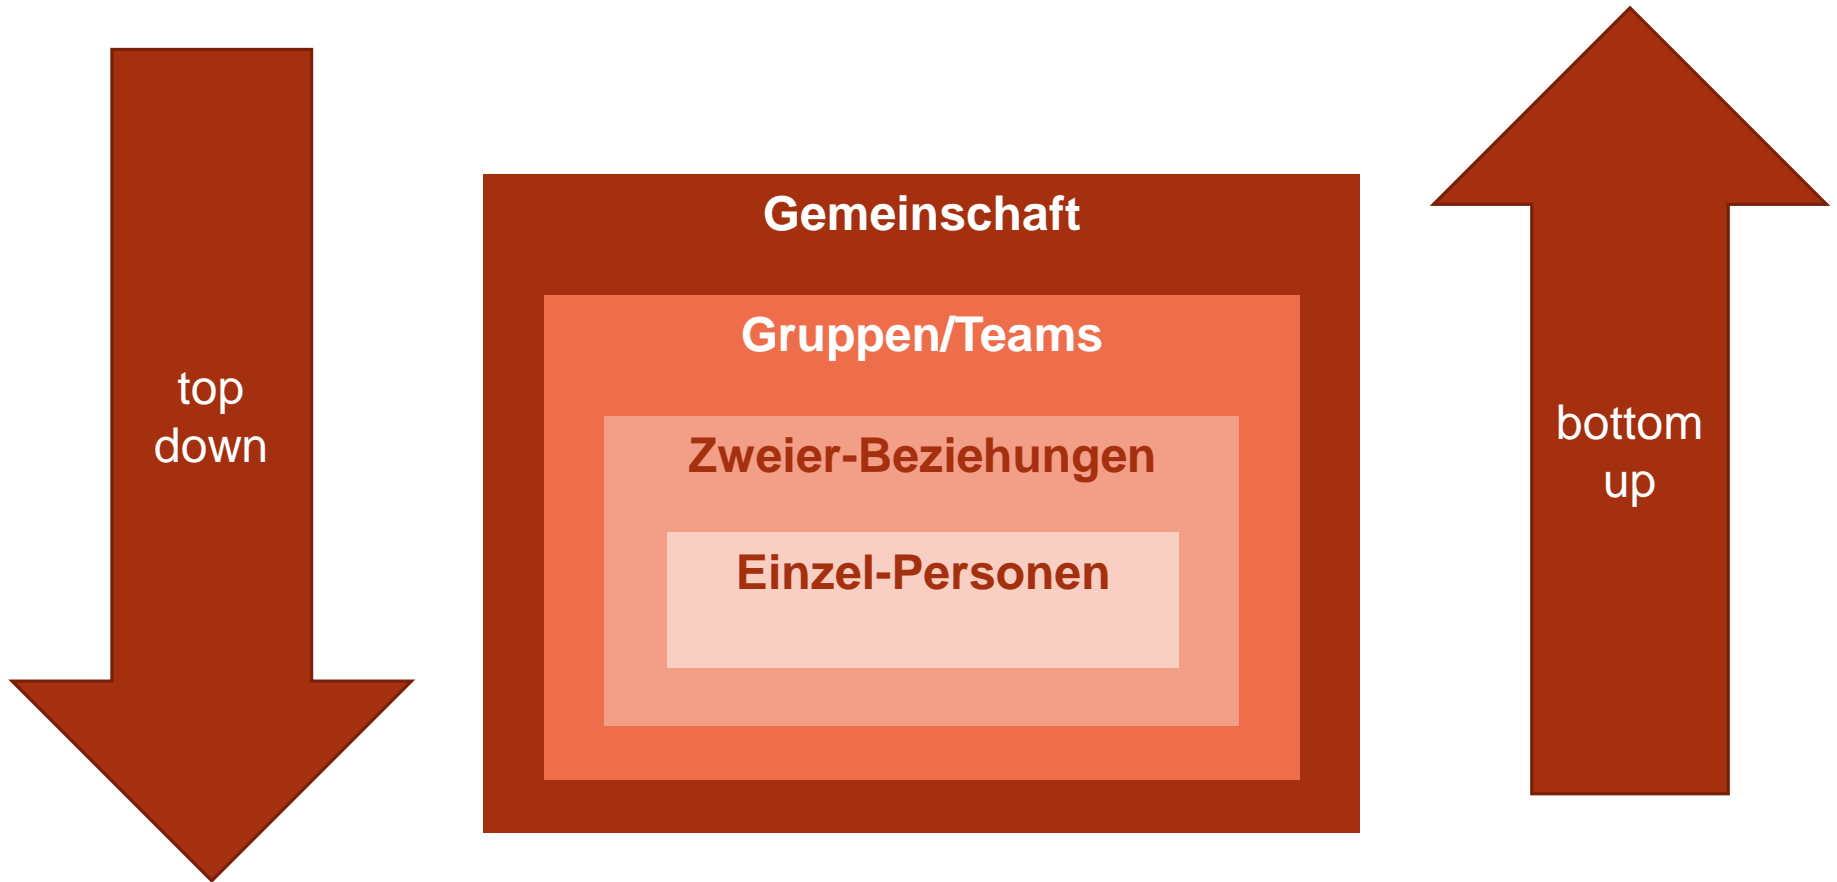 top
down
Gemeinschaft
Gruppen/Teams
Zweier-Beziehungen
Einzel-Personen
bottom
up